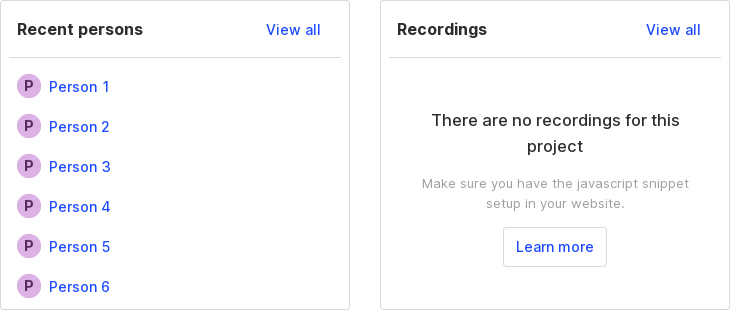 Recent persons View all
P Person 1
P Person 2
P Person 3
P Person 4
P Person 5
P Person 6
Recordings View all
There are no recordings for this
project
Make sure you have the javascript snippet
setup in your website.
Learn more